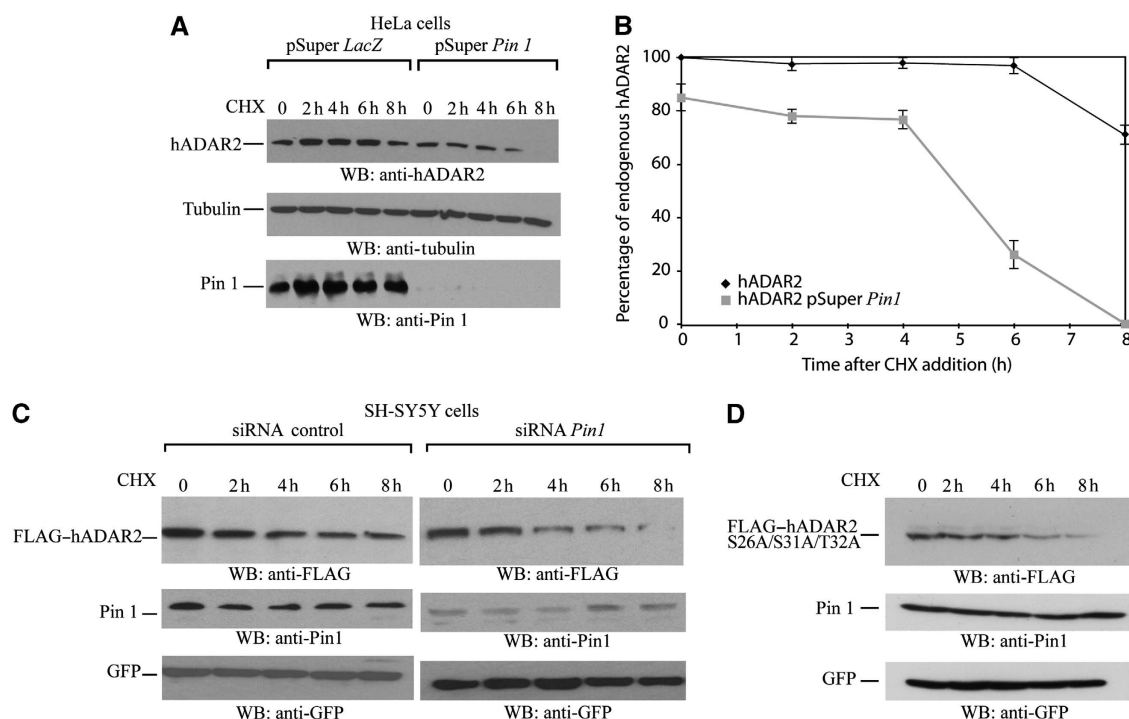 A
HeLa cells
pSuper LacZ pSuper Pin 1
CHX 0 2h 4h 6h 8h 0 2h 4h 6h 8h
hADAR2
WB: anti-hADAR2
Tubulin
WB: anti-tubulin
Pin 1
WB: anti-Pin 1
B
Percentage of endogenous hADAR2
100
80
60
40
20
0
hADAR2
hADAR2 pSuper Pin1
0 1 2 3 4 5 6 7 8
Time after CHX addition (h)
C
SH-SY5Y cells
siRNA control siRNA Pin1
CHX 0 2h 4h 6h 8h 0 2h 4h 6h 8h
FLAG–hADAR2
WB: anti-FLAG WB: anti-FLAG
Pin 1
WB: anti-Pin1 WB: anti-Pin1
GFP
WB: anti-GFP WB: anti-GFP
D
CHX 0 2h 4h 6h 8h
FLAG–hADAR2
S26A/S31A/T32A
WB: anti-FLAG
Pin 1
WB: anti-Pin1
GFP
WB: anti-GFP